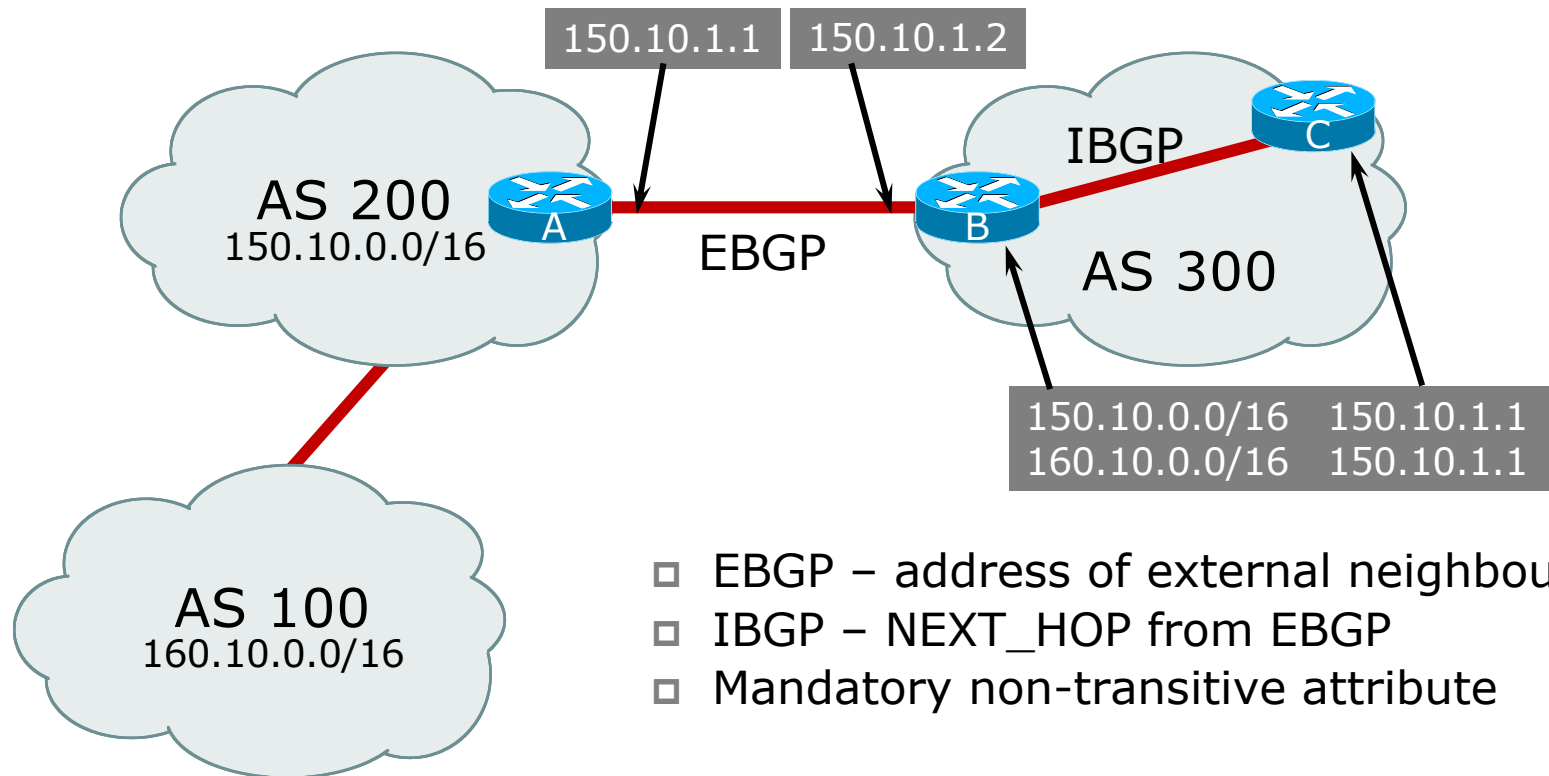 150.10.1.1 150.10.1.2
C
IBGP
AS 200
150.10.0.0/16
A
B
EBGP
AS 300
150.10.0.0/16 150.10.1.1
160.10.0.0/16 150.10.1.1
AS 100
160.10.0.0/16
EBGP – address of external neighbou
IBGP – NEXT_HOP from EBGP
Mandatory non-transitive attribute